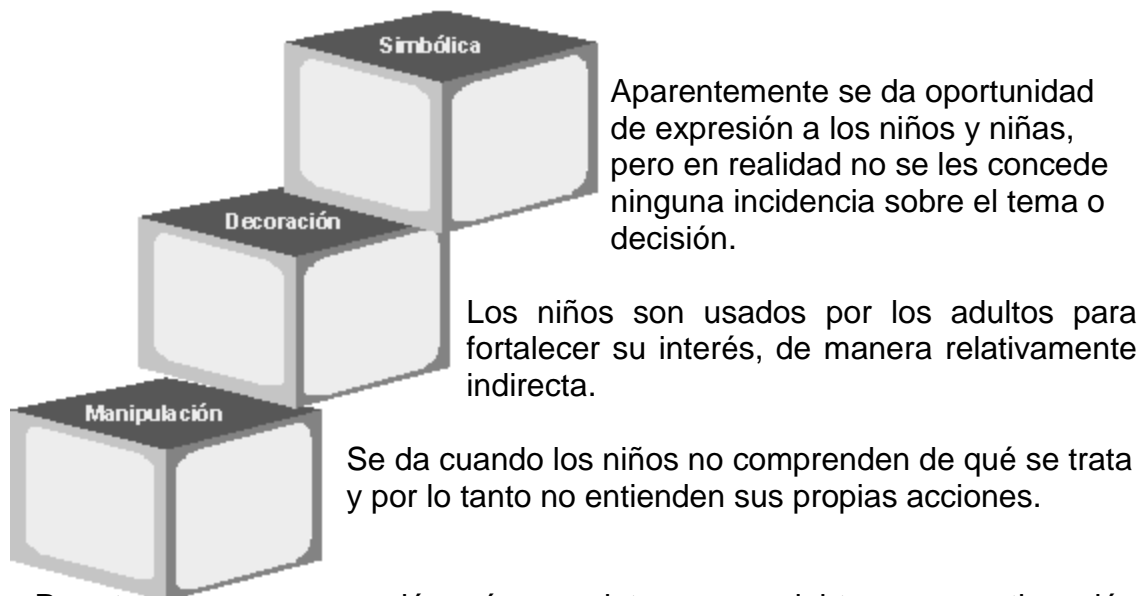 Simbólica
Aparentemente se da oportunidad
de expresión a los niños y niñas,
pero en realidad no se les concede
ninguna incidencia sobre el tema o
decisión.
Decoración
Los niños son usados por los adultos para
fortalecer su interés, de manera relativamente
indirecta.
Manipulación
Se da cuando los niños no comprenden de qué se trata
y por lo tanto no entienden sus propias acciones.